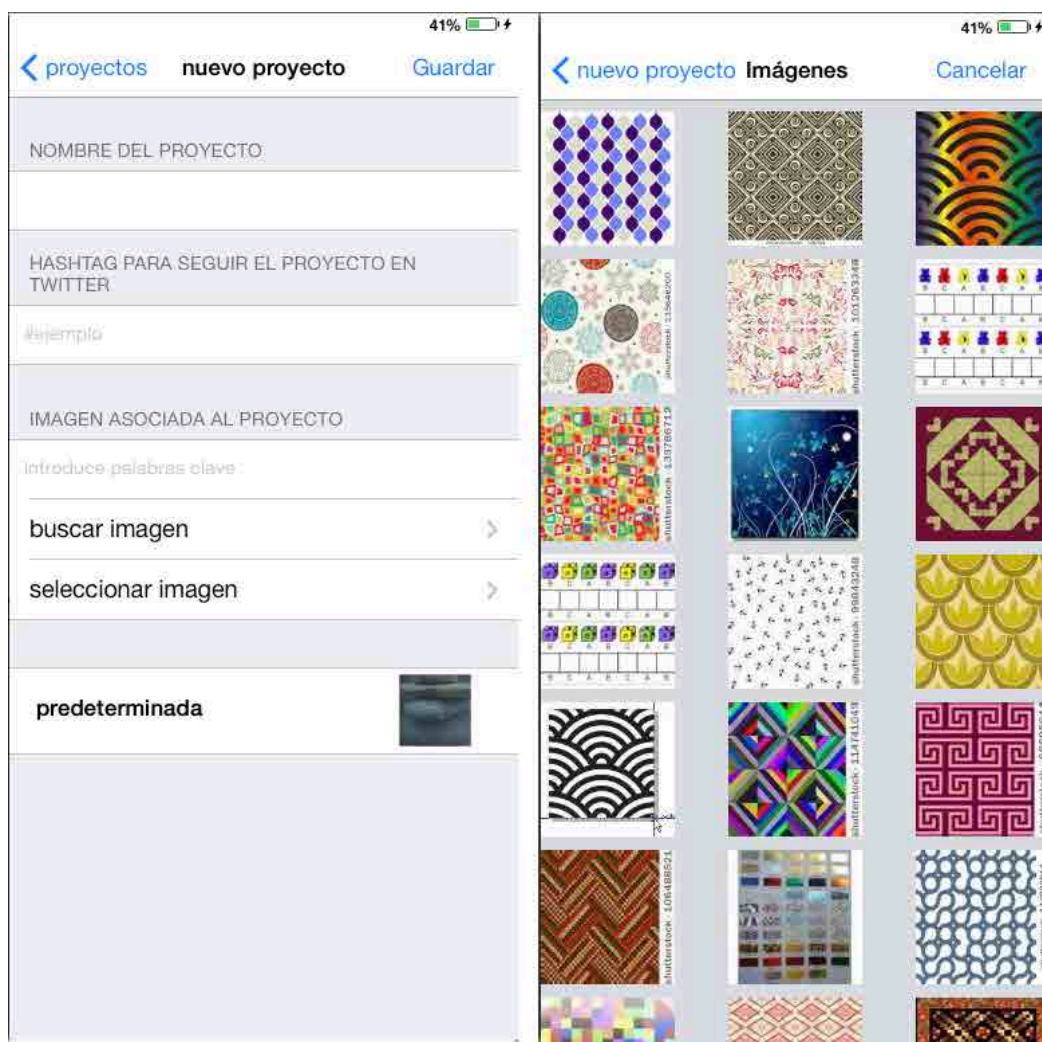 41%
proyectos
nuevo proyecto
Guardar
NOMBRE DEL PROYECTO
HASHTAG PARA SEGUIR EL PROYECTO EN
TWITTER
#ejemplo
IMAGEN ASOCIADA AL PROYECTO
introduce palabras clave
buscar imagen
seleccionar imagen
predeterminada
41%
nuevo proyecto
Imágenes
Cancelar
shutterstock · 101263348
B C A B C A B
B C A B C A B
B C A B C A B
B C A B C A B
shutterstock · 133786712
B C A B C A B
B C A B C A B
B C A B C A B
B C A B C A B
shutterstock · 99843248
shutterstock · 114741049
shutterstock · 106488521